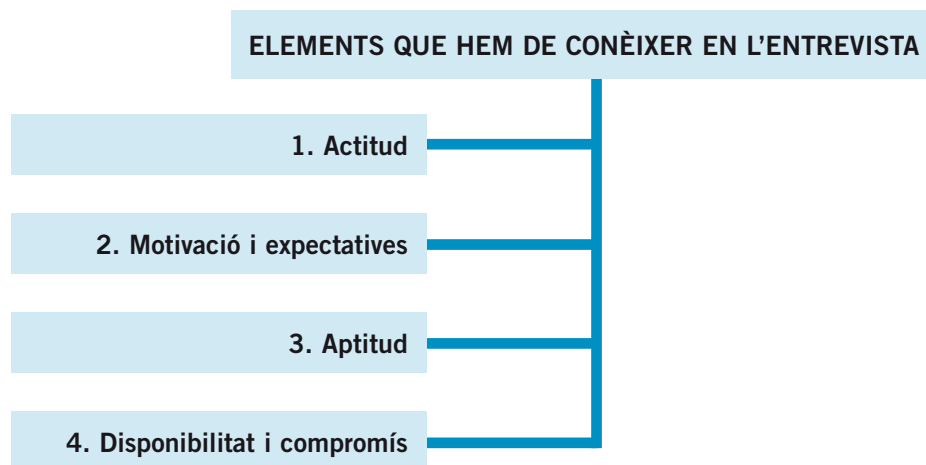 ELEMENTS QUE HEM DE CONÈIXER EN L’ENTREVISTA
1. Actitud
2. Motivació i expectatives
3. Aptitud
4. Disponibilitat i compromís